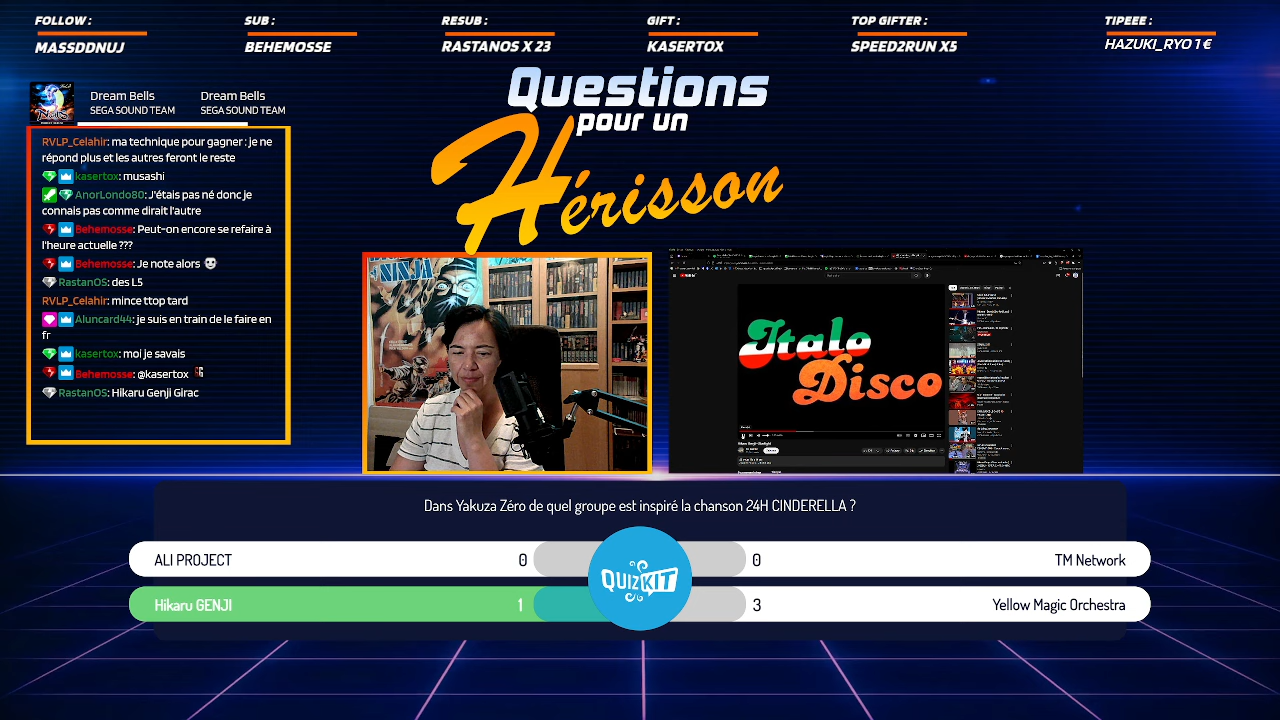 FOLLOW :
MASSDDNUJ
SUB :
BEHEMOSSE
RESUB :
RASTANOS X 23
GIFT :
KASERTOX
TOP GIFTER :
SPEED2RUN X5
TIPEEE :
HAZUKI_RYO 1 €
Questions
pour un
Hérisson
Dream Bells
SEGA SOUND TEAM
Dream Bells
SEGA SOUND TEAM
RVLP_Celahir: ma technique pour gagner : je ne
répond plus et les autres feront le reste
kasertox: musashi
AnorLondo80: J'étais pas né donc je
connais pas comme dirait l'autre
Behemosse: Peut-on encore se refaire à
l'heure actuelle ???
Behemosse: Je note alors
RastanOS: des L5
RVLP_Celahir: mince ttop tard
Aluncard44: je suis en train de le faire en
fr
kasertox: moi je savais
Behemosse: @kasertox
RastanOS: Hikaru Genji Girac
NINJA
Italo
Disco
Dans Yakuza Zéro de quel groupe est inspiré la chanson 24H CINDERELLA ?
ALI PROJECT
0
0
TM Network
Hikaru GENJI
1
3
Yellow Magic Orchestra
QUIZKIT